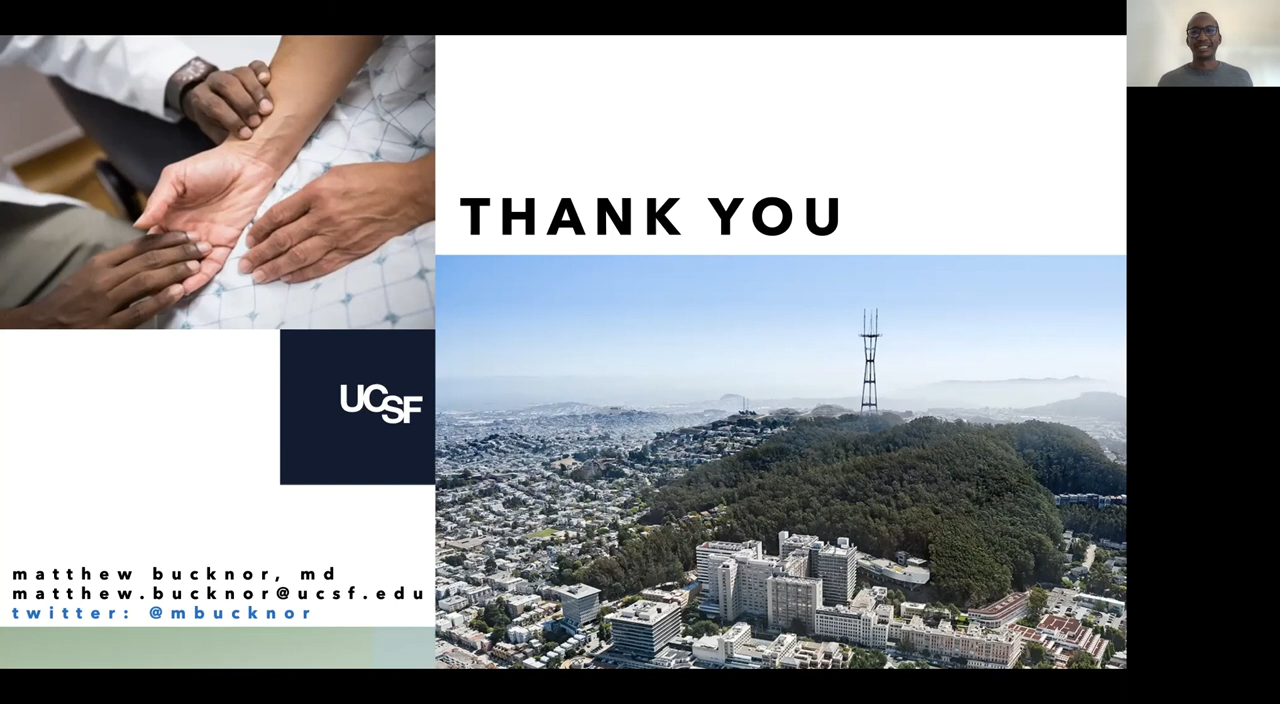 THANK YOU
UCSF
matthew bucknor, md
matthew.bucknor@ucsf.edu
twitter: @mbucknor